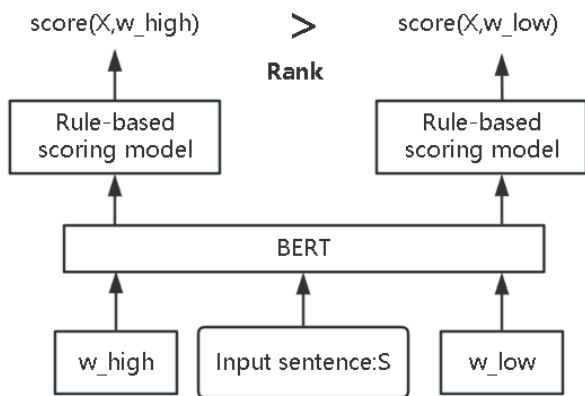 score(X,w_high) > score(X,w_low)
Rank
Rule-based
scoring model
Rule-based
scoring model
BERT
w_high
Input sentence:S
w_low